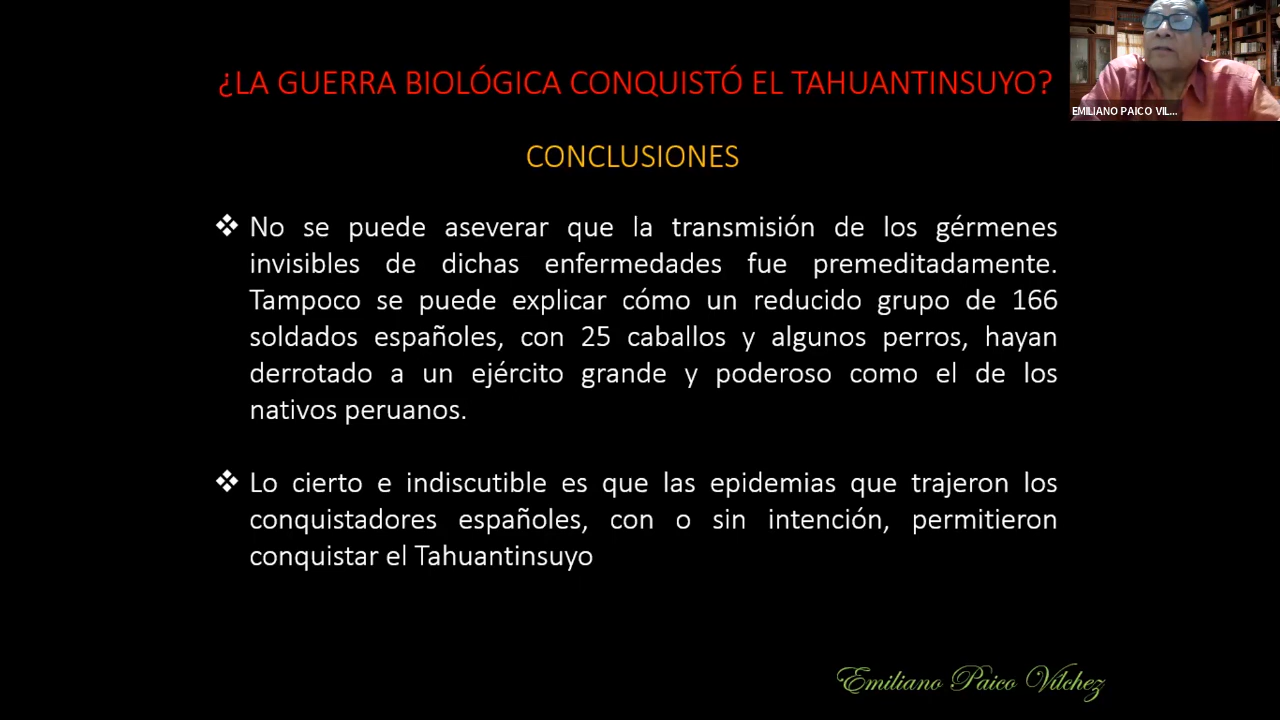 ¿LA GUERRA BIOLÓGICA CONQUISTÓ EL TAHUANTINSUYO?
EMILIANO PAICO VIL...
CONCLUSIONES
❖ No se puede aseverar que la transmisión de los gérmenes
invisibles de dichas enfermedades fue premeditadamente.
Tampoco se puede explicar cómo un reducido grupo de 166
soldados españoles, con 25 caballos y algunos perros, hayan
derrotado a un ejército grande y poderoso como el de los
nativos peruanos.
❖ Lo cierto e indiscutible es que las epidemias que trajeron los
conquistadores españoles, con o sin intención, permitieron
conquistar el Tahuantinsuyo
Emiliano Paico Vilchez